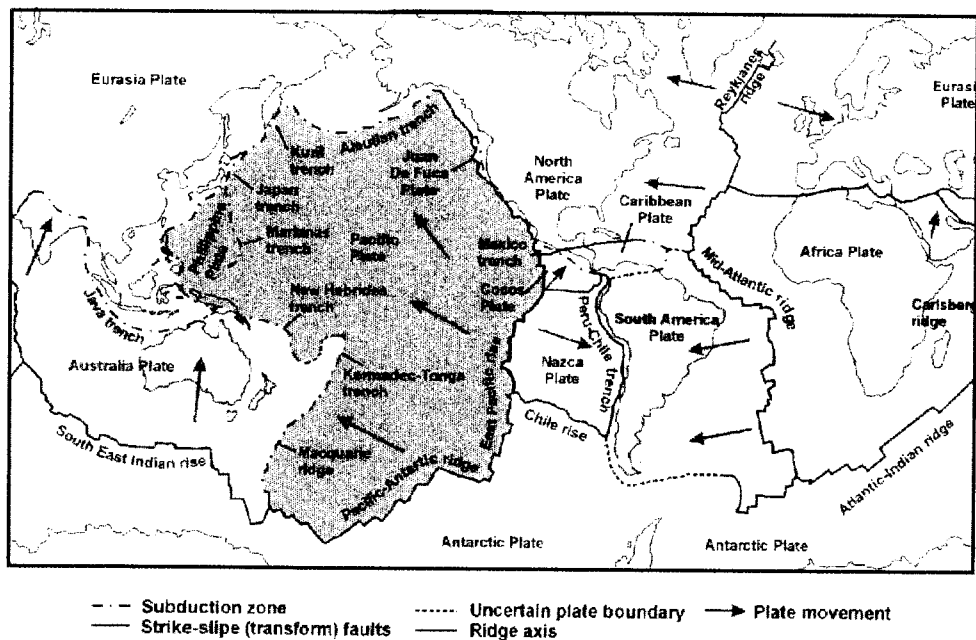 Eurasia Plate
Reykjanes
ridge
Eurasia
Plate
Aleutian trench
Kuril
trench
Juan
De Fuca
Plate
North
America
Plate
Japan
trench
Caribbean
Plate
Philippine
Plate
Marianas
trench
Pacific
Plate
Mexico
trench
Mid-Atlantic ridge
Africa Plate
New Hebrides
trench
Cocos
Plate
Java trench
Peru-Chile trench
South America
Plate
Carlsberg
ridge
Australia Plate
Kermadec-Tonga
trench
East Pacific rise
Nazca
Plate
Chile rise
South East Indian rise
Macquarie
ridge
Pacific-Antarctic ridge
Atlantic-Indian ridge
Antarctic Plate
Antarctic Plate
Subduction zone
Uncertain plate boundary
Plate movement
Strike-slipe (transform) faults
Ridge axis